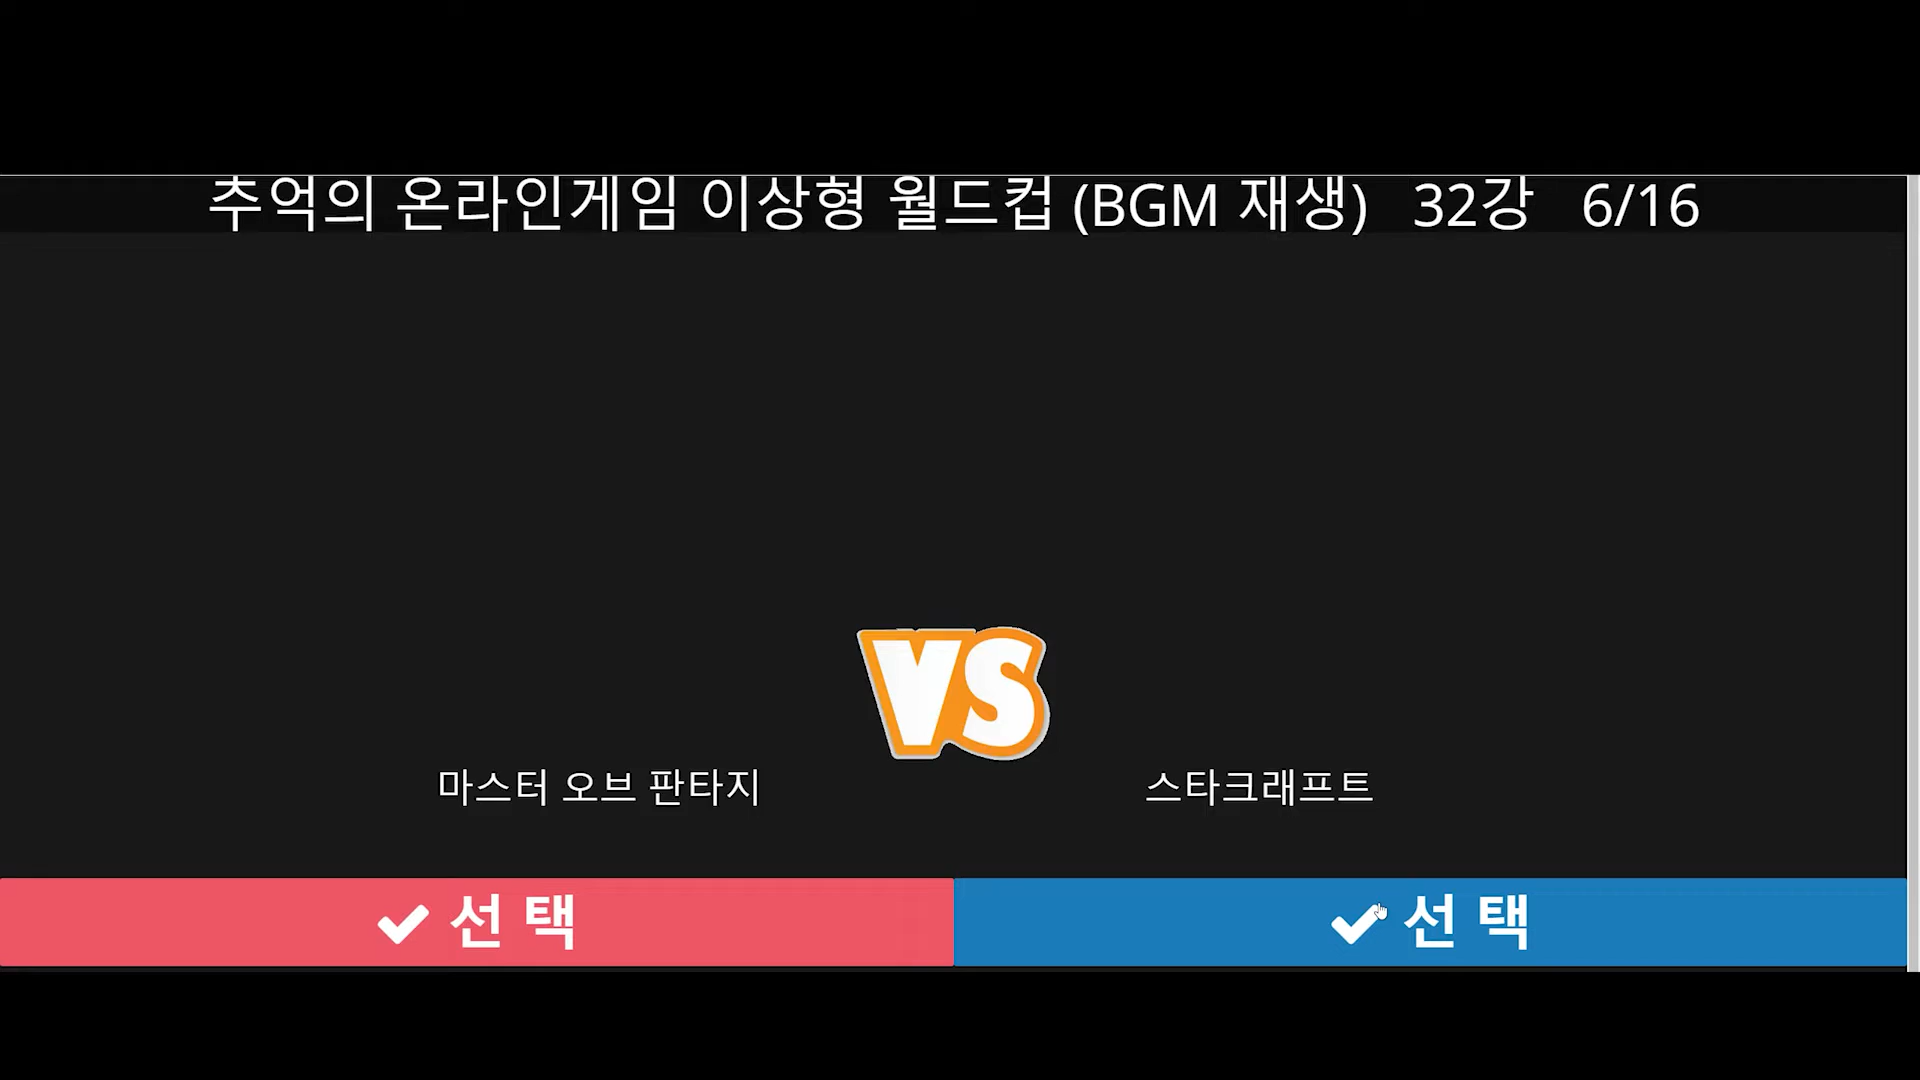 추억의 온라인게임 이상형 월드컵 (BGM 재생) 32강 6/16
VS
마스터 오브 판타지
스타크래프트
선 택
선 택